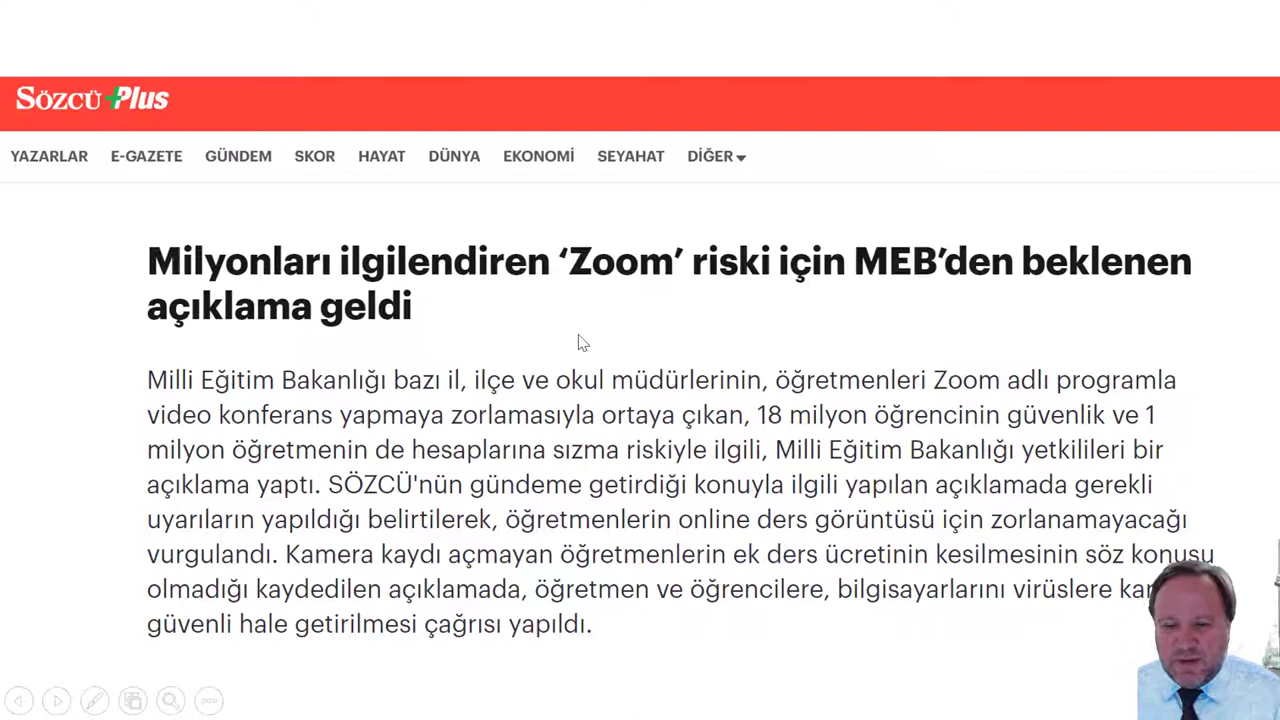 SÖZCÜ +Plus
YAZARLAR E-GAZETE GÜNDEM SKOR HAYAT DÜNYA EKONOMİ SEYAHAT DİĞER
Milyonları ilgilendiren ‘Zoom’ riski için MEB’den beklenen
açıklama geldi
Milli Eğitim Bakanlığı bazı il, ilçe ve okul müdürlerinin, öğretmenleri Zoom adlı programla
video konferans yapmaya zorlamasıyla ortaya çıkan, 18 milyon öğrencinin güvenlik ve 1
milyon öğretmenin de hesaplarına sızma riskiyle ilgili, Milli Eğitim Bakanlığı yetkilileri bir
açıklama yaptı. SÖZCÜ'nün gündeme getirdiği konuyla ilgili yapılan açıklamada gerekli
uyarıların yapıldığı belirtilerek, öğretmenlerin online ders görüntüsü için zorlanamayacağı
vurgulandı. Kamera kaydı açmayan öğretmenlerin ek ders ücretinin kesilmesinin söz konusu
olmadığı kaydedilen açıklamada, öğretmen ve öğrencilere, bilgisayarlarını virüslere
güvenli hale getirilmesi çağrısı yapıldı.